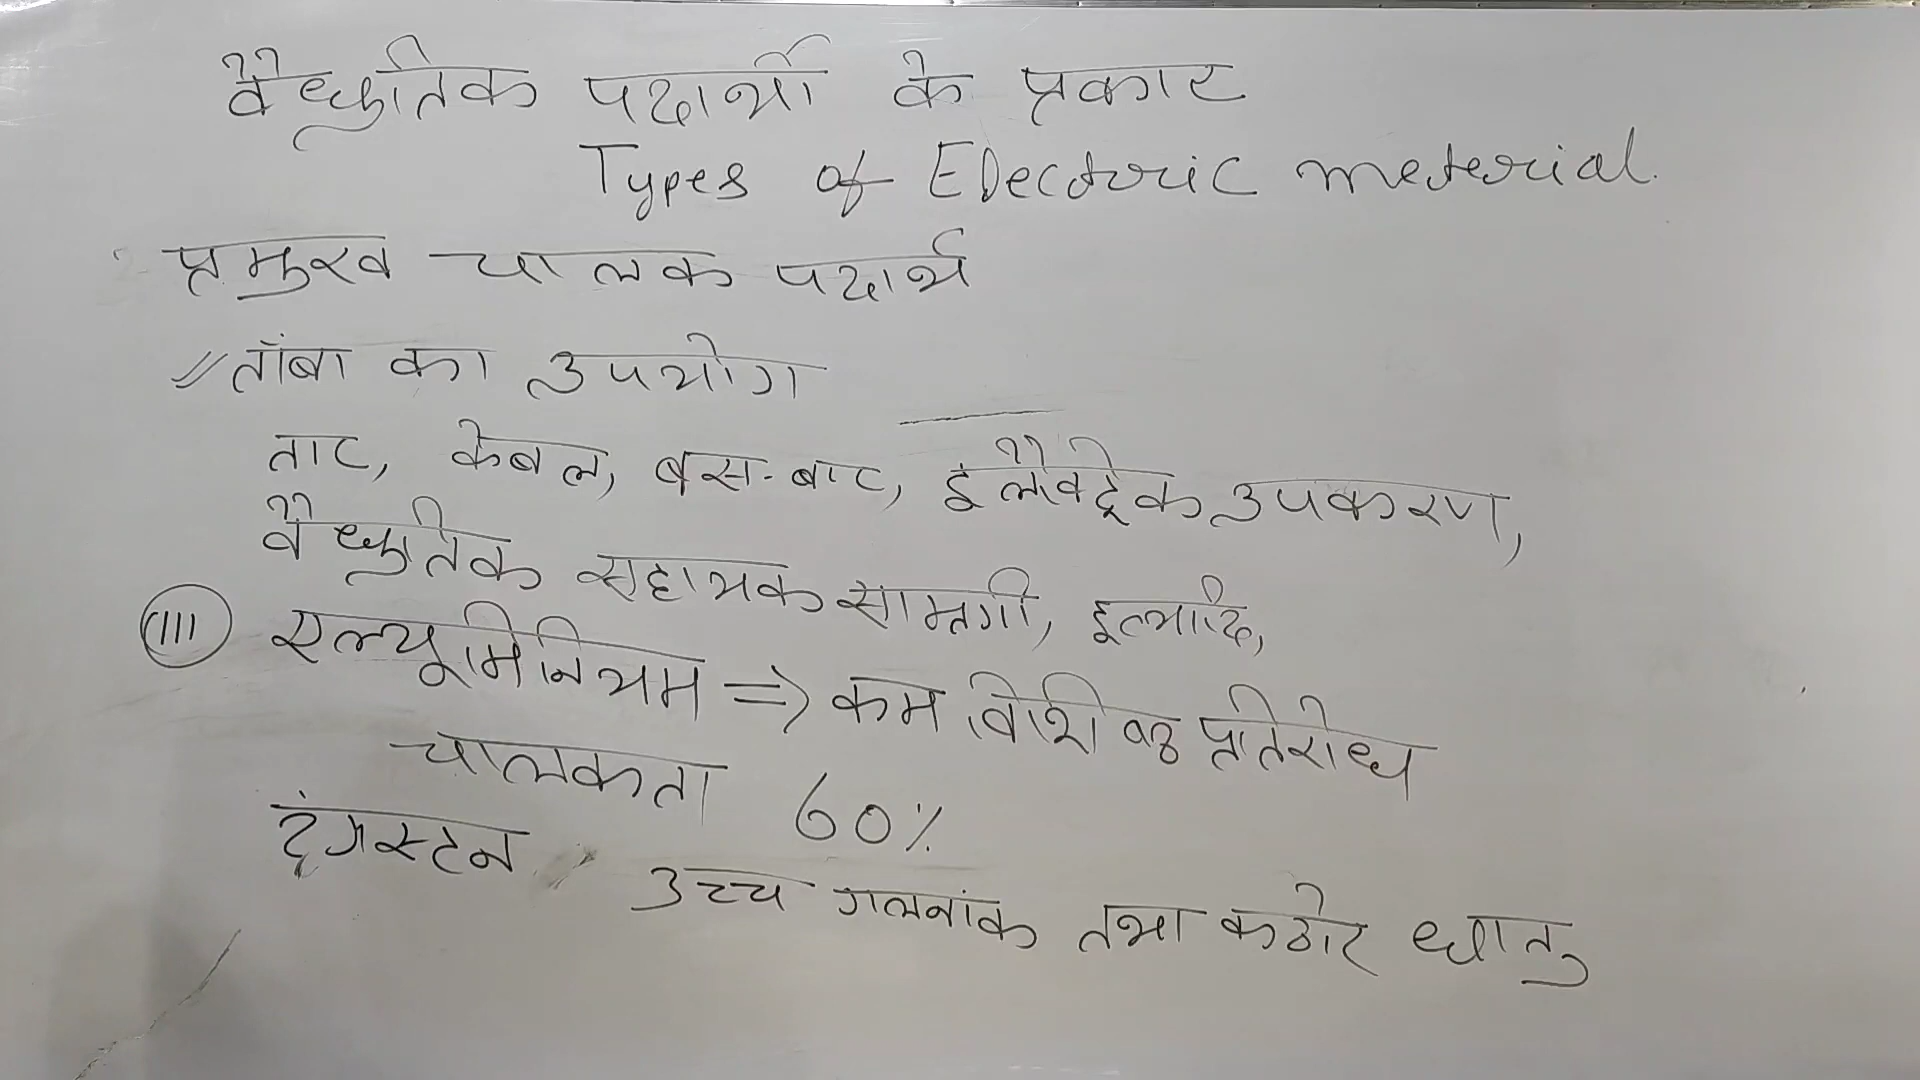 वैद्युतिक पदार्थो के प्रकार
Types of Electoric meterial.
प्रमुख चालक पदार्थ
// ताँबा का उपयोग
तार, केबल, बस-बार, इलैक्ट्रिक उपकरण,
वैद्युतिक सहायक सामग्री, इत्यादि,
(III) एल्यूमिनियम => कम विशिष्ठ प्रतिरोध
चालकता 60%
टंगस्टन उच्च गलनांक तथा कठोर धातु